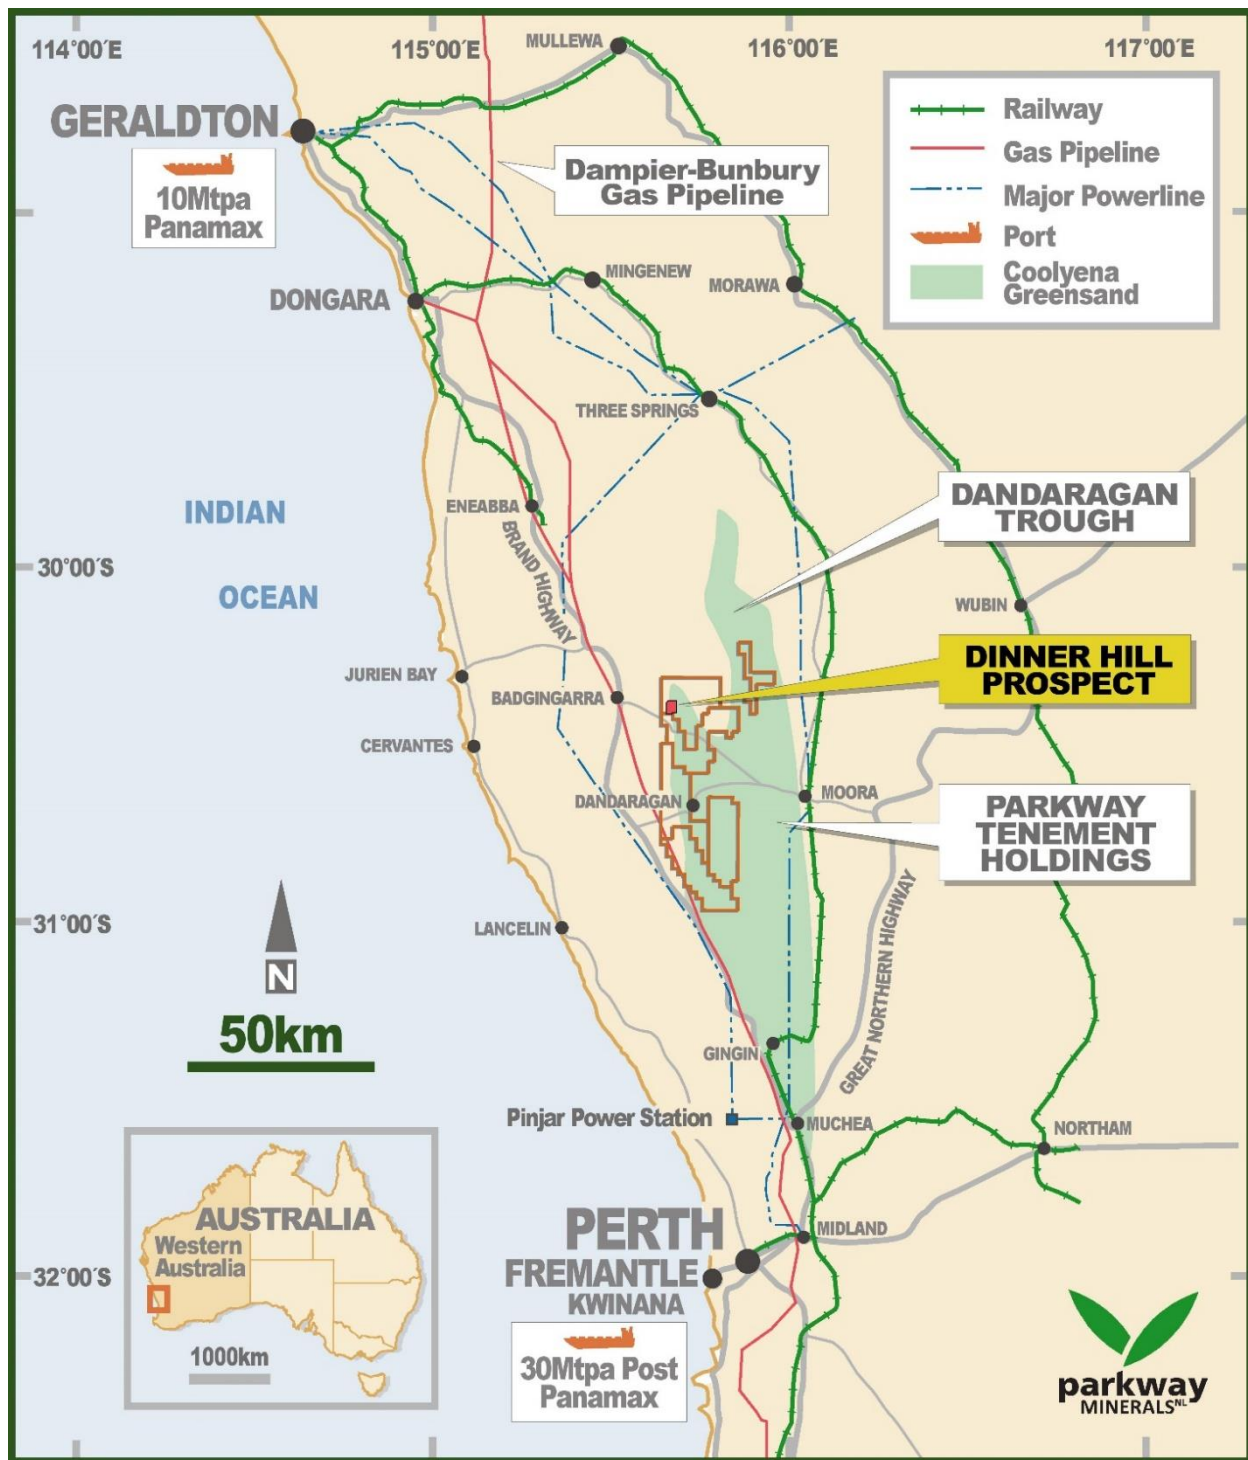 114°00´E
115°00´E
116°00´E
117°00´E
MULLEWA
GERALDTON
10Mtpa
Panamax
Dampier-Bunbury
Gas Pipeline
Railway
Gas Pipeline
Major Powerline
Port
Coolyena
Greensand
DONGARA
MINGENEW
MORAWA
THREE SPRINGS
ENEABBA
BRAND HIGHWAY
DANDARAGAN
TROUGH
INDIAN
OCEAN
30°00´S
WUBIN
DINNER HILL
PROSPECT
JURIEN BAY
BADGINGARRA
CERVANTES
DANDARAGAN
MOORA
PARKWAY
TENEMENT
HOLDINGS
GREAT NORTHERN HIGHWAY
31°00´S
LANCELIN
N
50km
GINGIN
Pinjar Power Station
MUCHEA
NORTHAM
AUSTRALIA
Western
Australia
1000km
PERTH
MIDLAND
FREMANTLE
KWINANA
32°00´S
30Mtpa Post
Panamax
parkway
MINERALS NL